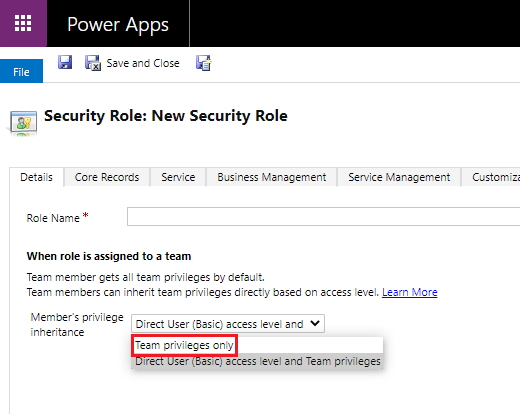 Power Apps
File
Save and Close
Security Role: New Security Role
Details Core Records Service Business Management Service Management Customiza
Role Name *
When role is assigned to a team
Team member gets all team privileges by default.
Team members can inherit team privileges directly based on access level. Learn More
Member's privilege
inheritance
Direct User (Basic) access level and
Team privileges only
Direct User (Basic) access level and Team privileges